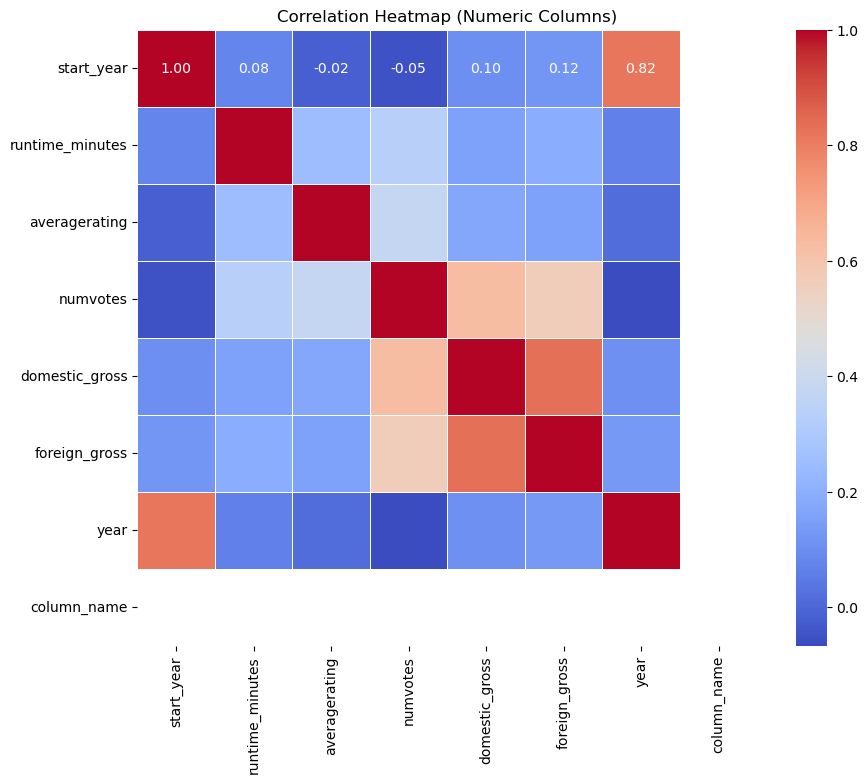 Correlation Heatmap (Numeric Columns)
start_year 1.00 0.08 -0.02 -0.05 0.10 0.12 0.82
runtime_minutes
averagerating
numvotes
domestic_gross
foreign_gross
year
column_name
start_year
runtime_minutes
averagerating
numvotes
domestic_gross
foreign_gross
year
column_name
1.0
0.8
0.6
0.4
0.2
0.0